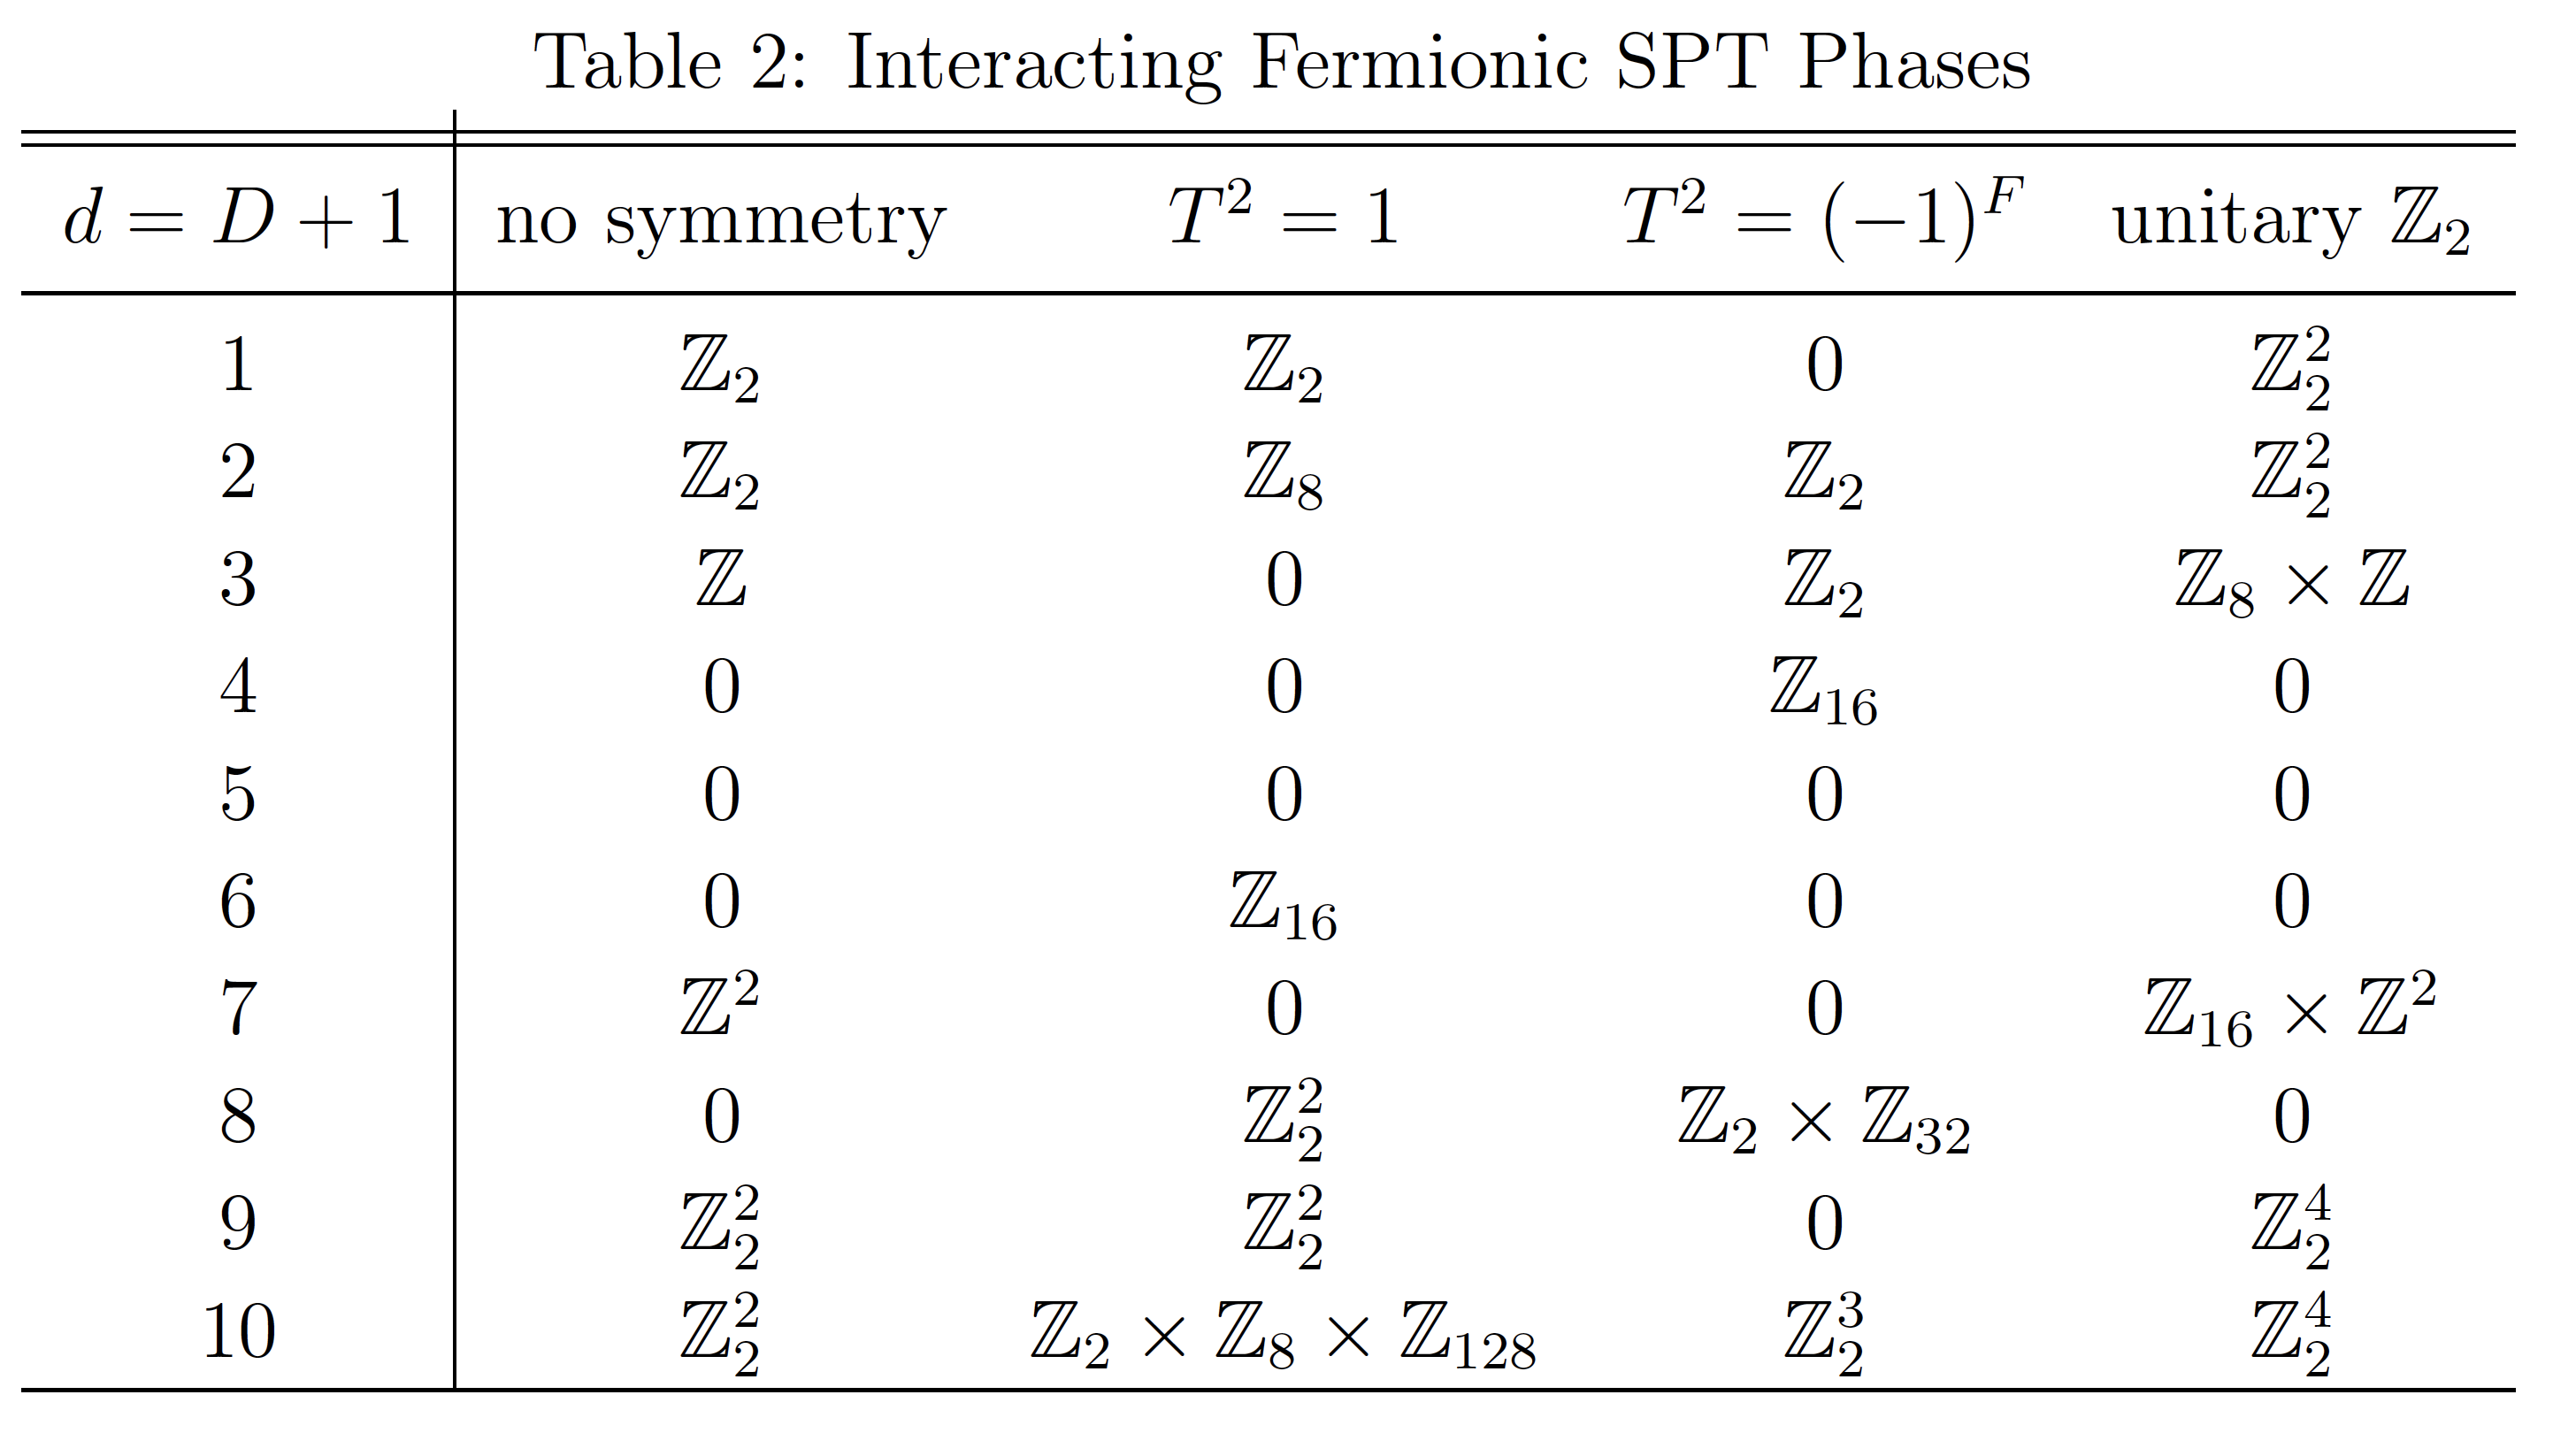 Table 2: Interacting Fermionic SPT Phases
d = D + 1 no symmetry T² = 1 T² = (−1)^F unitary ℤ₂
1 ℤ₂ ℤ₂ 0 ℤ₂²
2 ℤ₂ ℤ₈ ℤ₂ ℤ₂²
3 ℤ 0 ℤ₂ ℤ₈ × ℤ
4 0 0 ℤ₁₆ 0
5 0 0 0 0
6 0 ℤ₁₆ 0 0
7 ℤ² 0 0 ℤ₁₆ × ℤ²
8 0 ℤ₂² ℤ₂ × ℤ₃₂ 0
9 ℤ₂² ℤ₂² 0 ℤ₂⁴
10 ℤ₂² ℤ₂ × ℤ₈ × ℤ₁₂₈ ℤ₂³ ℤ₂⁴